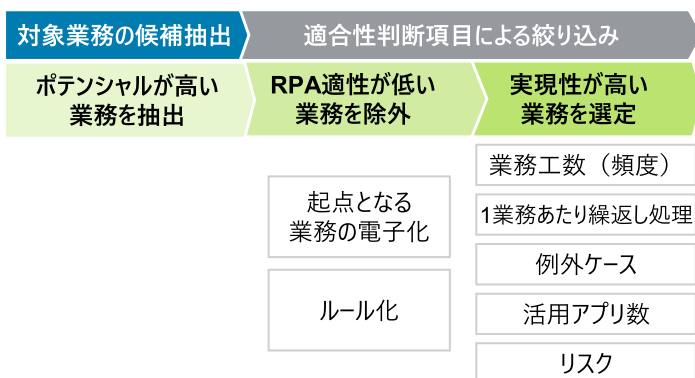 対象業務の候補抽出
適合性判断項目による絞り込み
ポテンシャルが高い
業務を抽出
RPA適性が低い
業務を除外
実現性が高い
業務を選定
起点となる
業務の電子化
ルール化
業務工数（頻度）
1業務あたり繰返し処理
例外ケース
活用アプリ数
リスク